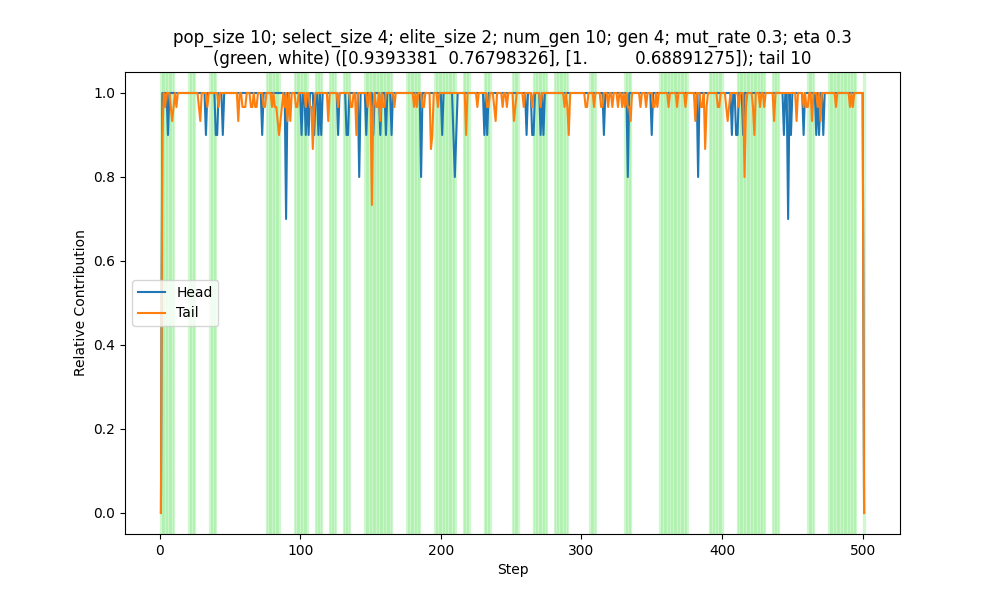 pop_size 10; select_size 4; elite_size 2; num_gen 10; gen 4; mut_rate 0.3; eta 0.3
(green, white) ([0.9393381  0.76798326], [1.         0.68891275]); tail 10
1.0
0.8
0.6
0.4
0.2
0.0
Relative Contribution
Head
Tail
0
100
200
300
400
500
Step